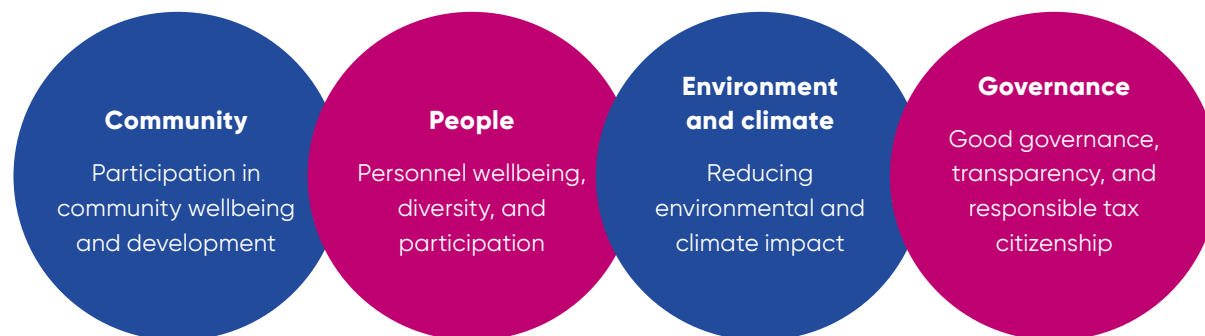 Community
Participation in
community wellbeing
and development
People
Personnel wellbeing,
diversity, and
participation
Environment
and climate
Reducing
environmental and
climate impact
Governance
Good governance,
transparency, and
responsible tax
citizenship